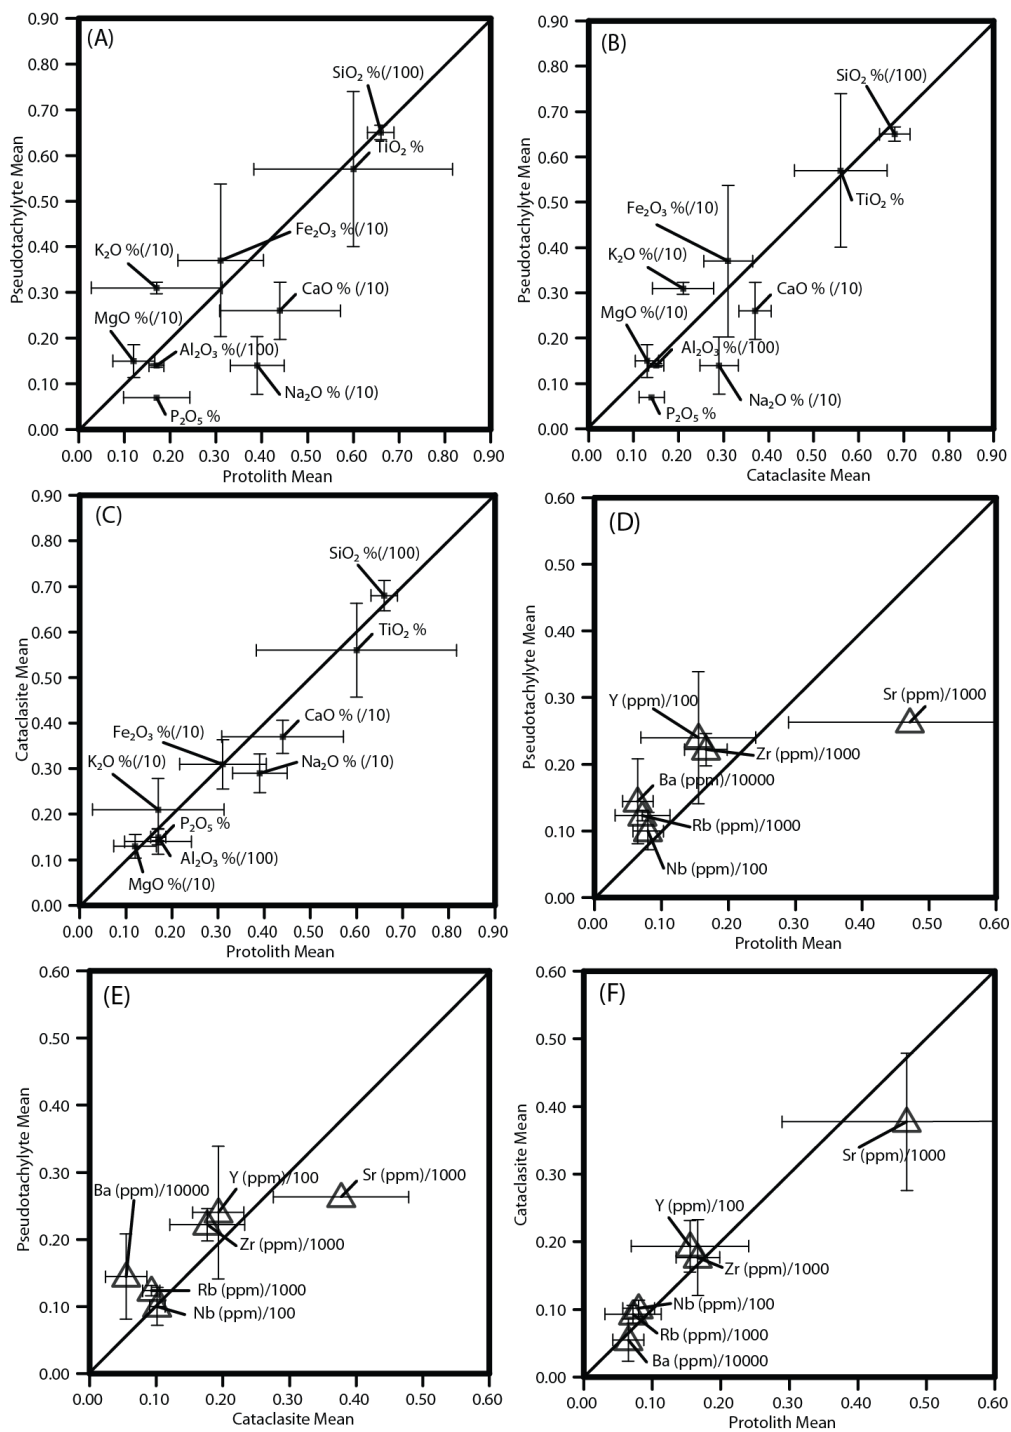 (A)
0.90
0.80
0.70
0.60
0.50
0.40
0.30
0.20
0.10
0.00
Pseudotachylyte Mean
SiO₂ %(/100)
TiO₂ %
Fe₂O₃ %(/10)
K₂O %(/10)
CaO % (/10)
MgO %(/10)
Al₂O₃ %(/100)
Na₂O % (/10)
P₂O₅ %
0.00 0.10 0.20 0.30 0.40 0.50 0.60 0.70 0.80 0.90
Protolith Mean
(B)
0.90
0.80
0.70
0.60
0.50
0.40
0.30
0.20
0.10
0.00
Pseudotachylyte Mean
SiO₂ %(/100)
TiO₂ %
Fe₂O₃ %(/10)
K₂O %(/10)
CaO % (/10)
MgO %(/10)
Al₂O₃ %(/100)
Na₂O % (/10)
P₂O₅ %
0.00 0.10 0.20 0.30 0.40 0.50 0.60 0.70 0.80 0.90
Cataclasite Mean
(C)
0.90
0.80
0.70
0.60
0.50
0.40
0.30
0.20
0.10
0.00
Cataclasite Mean
SiO₂ %(/100)
TiO₂ %
CaO % (/10)
Fe₂O₃ %(/10)
K₂O %(/10)
Na₂O % (/10)
P₂O₅ %
Al₂O₃ %(/100)
MgO %(/10)
0.00 0.10 0.20 0.30 0.40 0.50 0.60 0.70 0.80 0.90
Protolith Mean
(D)
0.60
0.50
0.40
0.30
0.20
0.10
0.00
Pseudotachylyte Mean
Sr (ppm)/1000
Y (ppm)/100
Zr (ppm)/1000
Ba (ppm)/10000
Rb (ppm)/1000
Nb (ppm)/100
0.00 0.10 0.20 0.30 0.40 0.50 0.60
Protolith Mean
(E)
0.60
0.50
0.40
0.30
0.20
0.10
0.00
Pseudotachylyte Mean
Ba (ppm)/10000
Y (ppm)/100
Sr (ppm)/1000
Zr (ppm)/1000
Rb (ppm)/1000
Nb (ppm)/100
0.00 0.10 0.20 0.30 0.40 0.50 0.60
Cataclasite Mean
(F)
0.60
0.50
0.40
0.30
0.20
0.10
0.00
Cataclasite Mean
Sr (ppm)/1000
Y (ppm)/100
Zr (ppm)/1000
Nb (ppm)/100
Rb (ppm)/1000
Ba (ppm)/10000
0.00 0.10 0.20 0.30 0.40 0.50 0.60
Protolith Mean